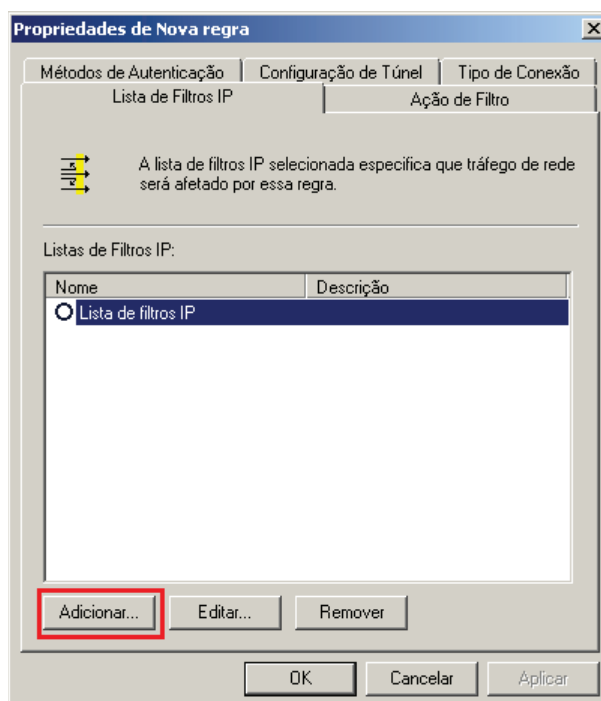 Propriedades de Nova regra
Métodos de Autenticação
Configuração de Túnel
Tipo de Conexão
Lista de Filtros IP
Ação de Filtro
A lista de filtros IP selecionada especifica que tráfego de rede
será afetado por essa regra.
Listas de Filtros IP:
Nome
Descrição
Lista de filtros IP
Adicionar...
Editar...
Remover
OK
Cancelar
Aplicar